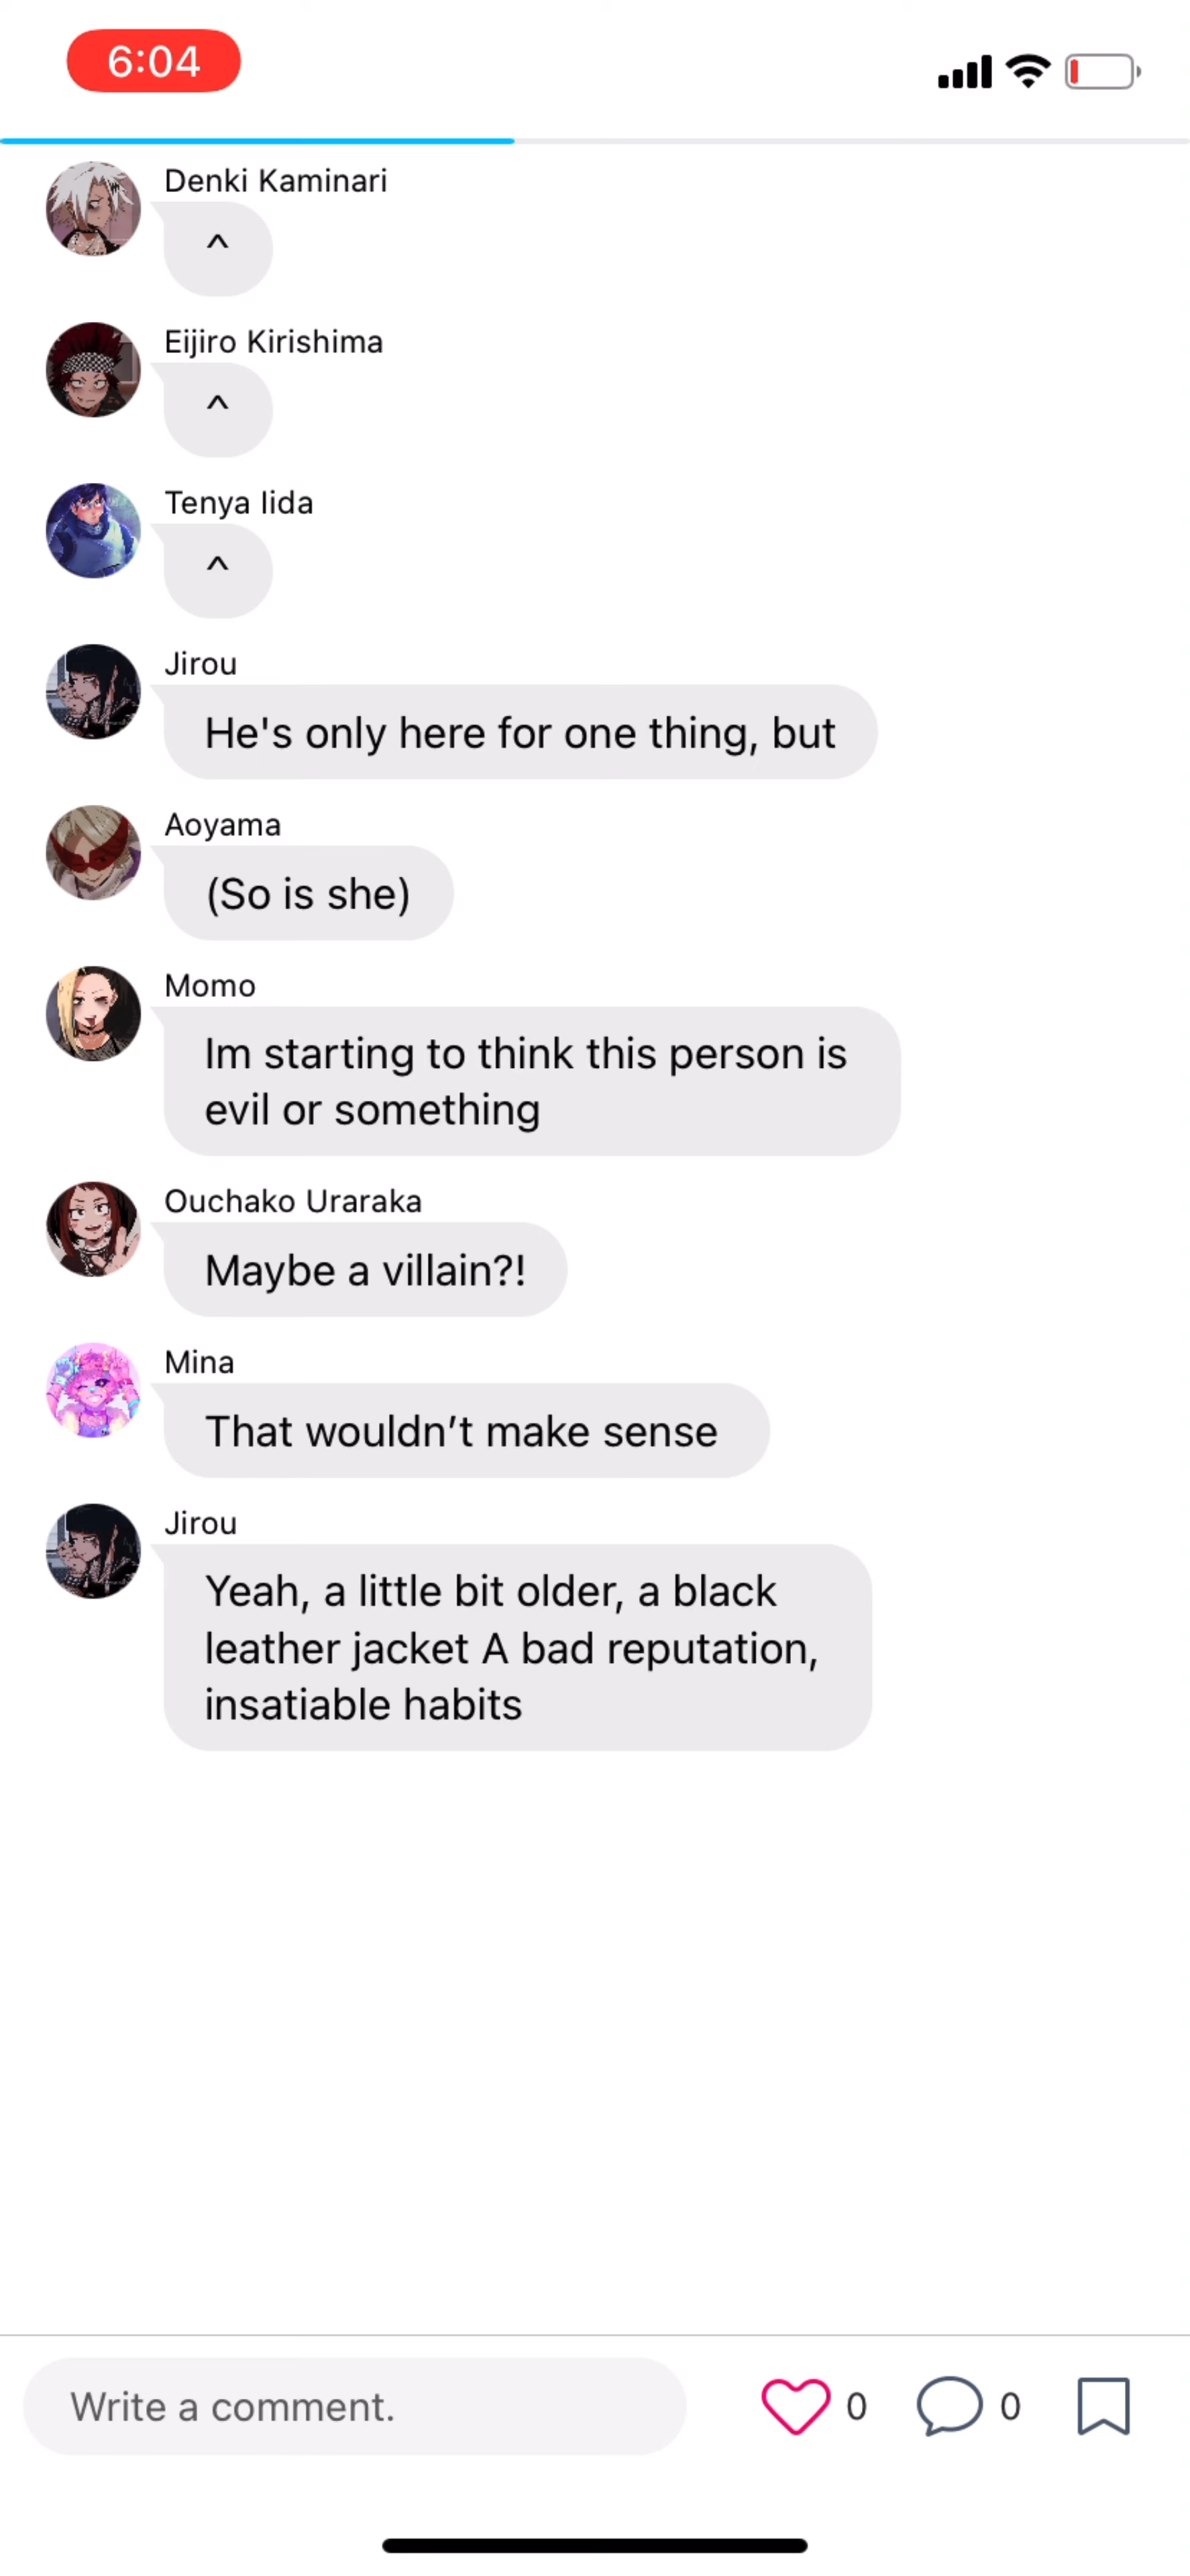 6:04
Denki Kaminari
^
Eijiro Kirishima
^
Tenya Iida
^
Jirou
He's only here for one thing, but
Aoyama
(So is she)
Momo
Im starting to think this person is
evil or something
Ouchako Uraraka
Maybe a villain?!
Mina
That wouldn’t make sense
Jirou
Yeah, a little bit older, a black
leather jacket A bad reputation,
insatiable habits
Write a comment.
0
0